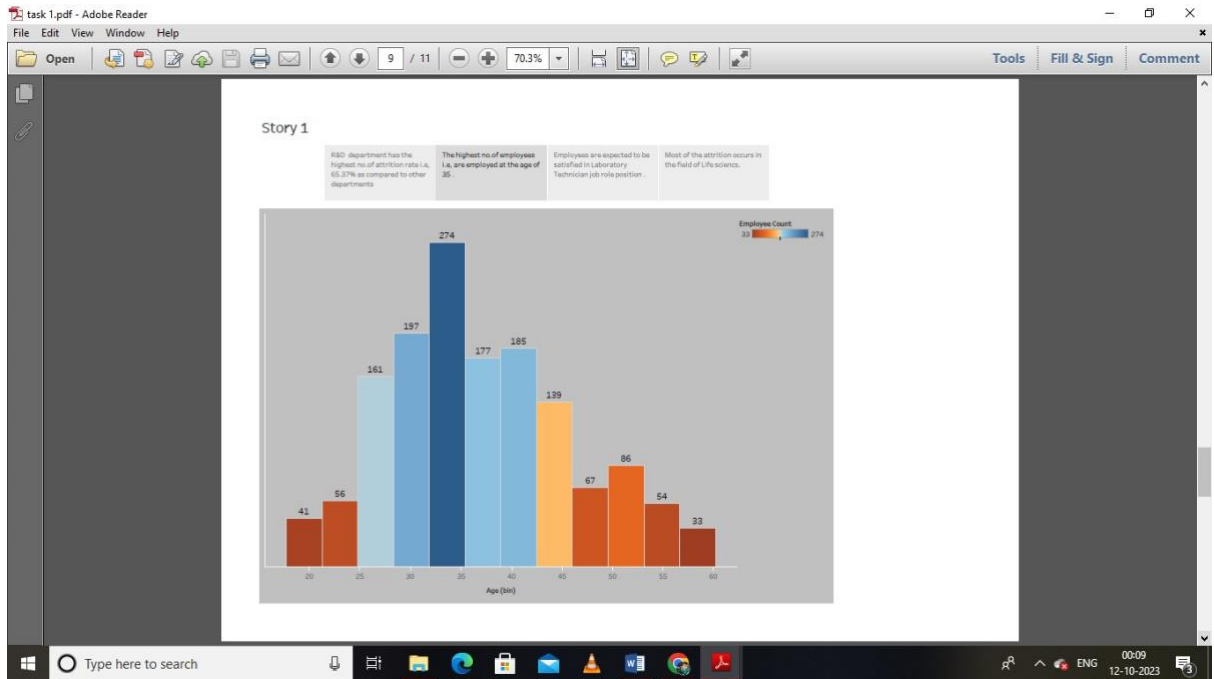 task 1.pdf - Adobe Reader
File Edit View Window Help
Open 9 / 11 70.3% Tools Fill & Sign Comment
Story 1
R&D department has the
highest no.of attrition rate i.e,
65.37% as compared to other
departments
The highest no.of employees
i.e, are employed at the age of
35 .
Employees are expected to be
satisfied in Laboratory
Technician job role position .
Most of the attrition occurs in
the field of Life sciencs.
Employee Count
33 274
274
197
185
177
161
139
86
67
56
54
41
33
20 25 30 35 40 45 50 55 60
Age (bin)
Type here to search
ENG
00:09
12-10-2023
3